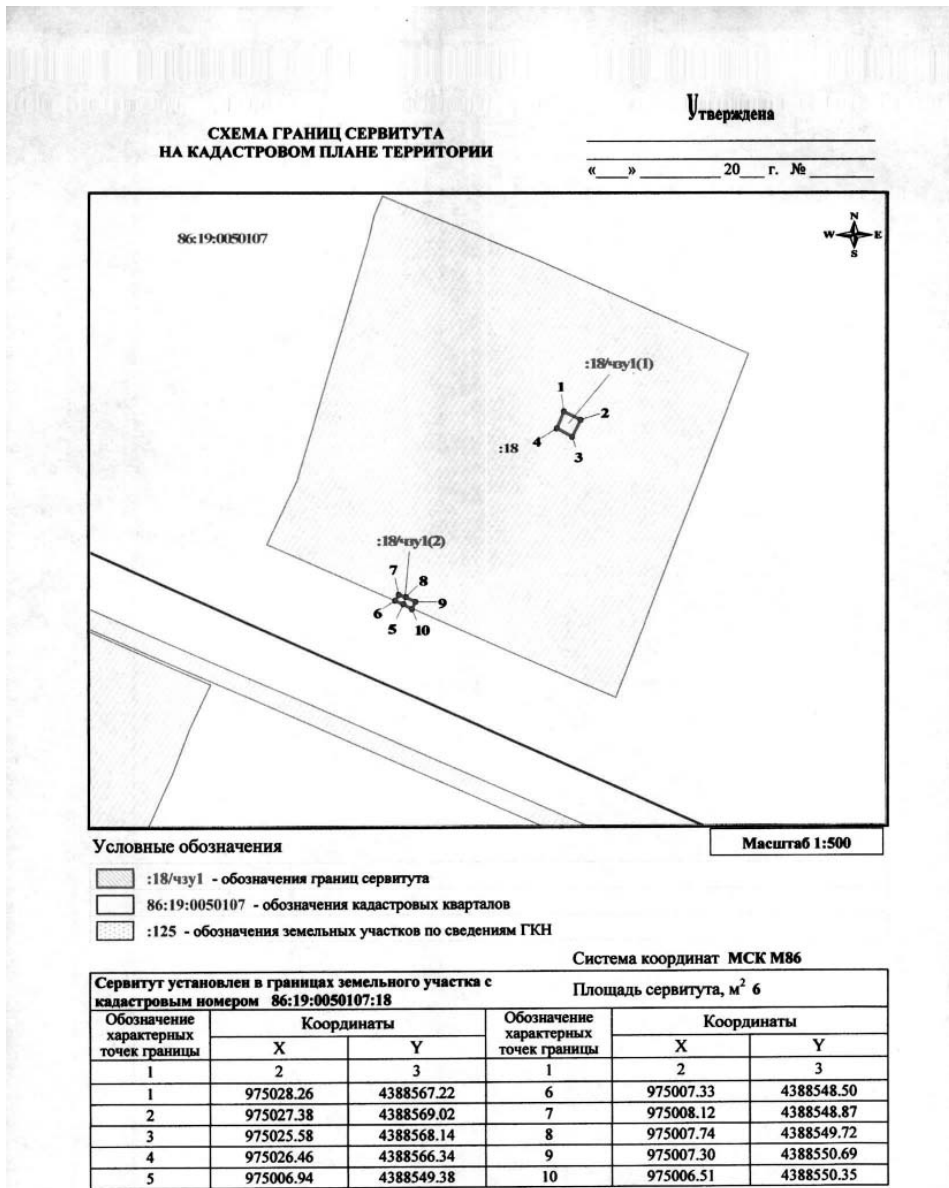 Утверждена
СХЕМА ГРАНИЦ СЕРВИТУТА
НА КАДАСТРОВОМ ПЛАНЕ ТЕРРИТОРИИ
«___» __________ 20___ г. № ________
86:19:0050107
N
W E
S
:18/чзу1(1)
1
2
:18
4
3
:18/чзу1(2)
7
8
6
9
5
10
Условные обозначения
Масштаб 1:500
:18/чзу1 - обозначения границ сервитута
86:19:0050107 - обозначения кадастровых кварталов
:125 - обозначения земельных участков по сведениям ГКН
Система координат МСК М86
Сервитут установлен в границах земельного участка с
кадастровым номером 86:19:0050107:18
Площадь сервитута, м² 6
Обозначение характерных точек границы Координаты Обозначение характерных точек границы Координаты
X Y X Y
1 2 3 1 2 3
1 975028.26 4388567.22 6 975007.33 4388548.50
2 975027.38 4388569.02 7 975008.12 4388548.87
3 975025.58 4388568.14 8 975007.74 4388549.72
4 975026.46 4388566.34 9 975007.30 4388550.69
5 975006.94 4388549.38 10 975006.51 4388550.35